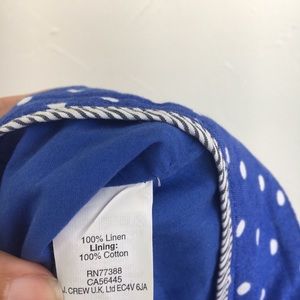 100% Linen
Lining:
100% Cotton
RN77388
CA56445
J. CREW U.K. Ltd EC4V 6JA